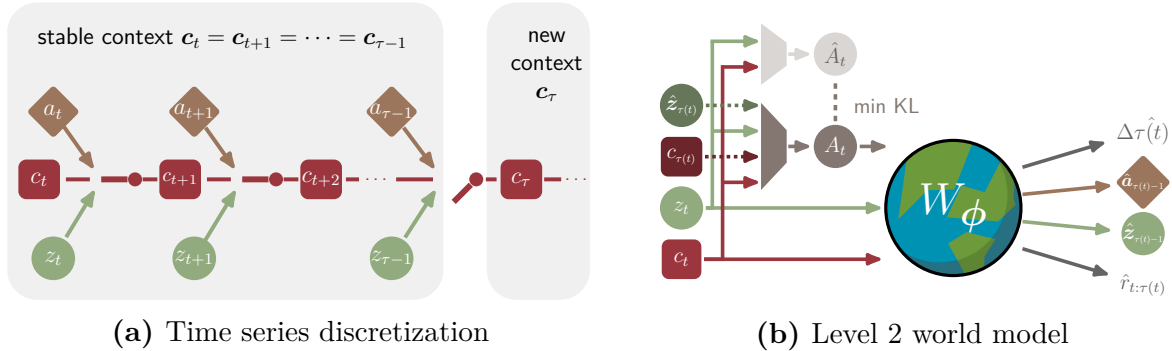 stable context c_t = c_{t+1} = ⋯ = c_{τ−1}
new
context
c_τ
a_t a_{t+1} a_{τ−1}
c_t c_{t+1} c_{t+2} ⋯ c_τ ⋯
z_t z_{t+1} z_{τ−1}
(a) Time series discretization
Â_t
ẑ_{τ(t)}
min KL
c_{τ(t)}
A_t
z_t
c_t
W_ϕ
Δτ̂(t)
â_{τ(t)−1}
ẑ_{τ(t)−1}
r̂_{t:τ(t)}
(b) Level 2 world model